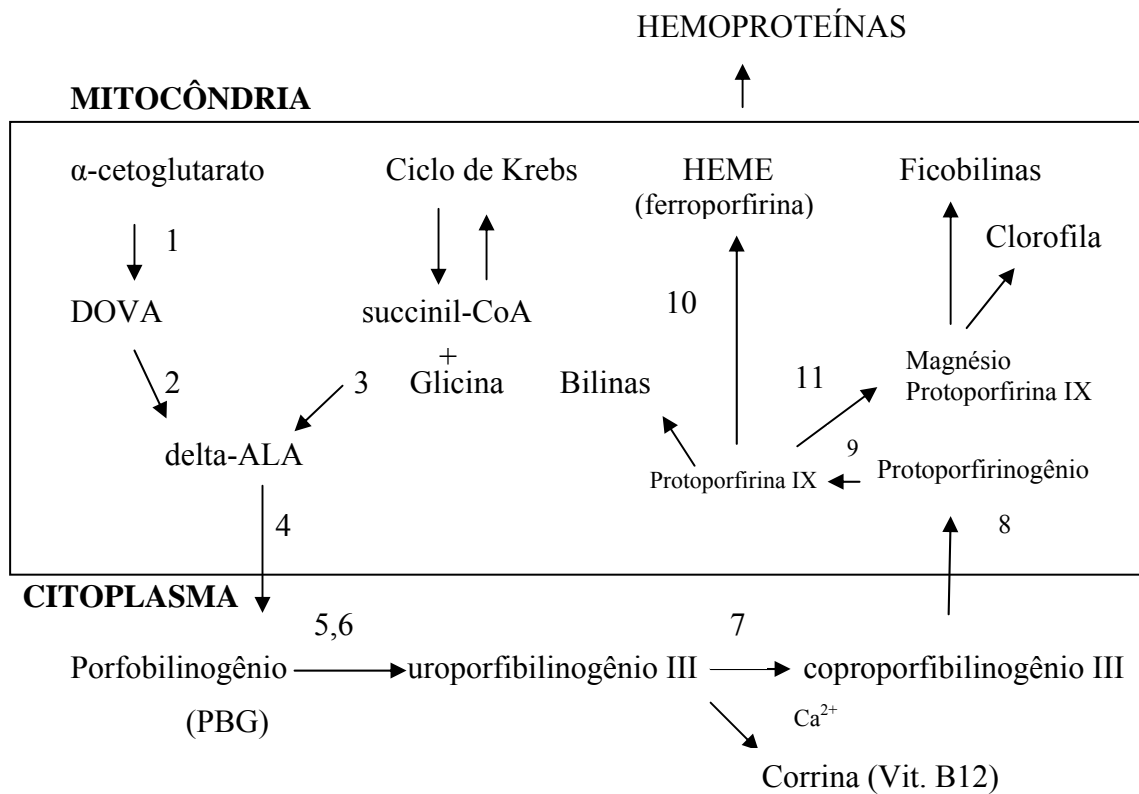 HEMOPROTEÍNAS
MITOCÔNDRIA
α-cetoglutarato
Ciclo de Krebs
HEME
(ferroporfirina)
Ficobilinas
Clorofila
1
DOVA
succinil-CoA
+
Glicina
10
2
3
Bilinas
11
Magnésio
Protoporfirina IX
delta-ALA
Protoporfirina IX
9
Protoporfirinogênio
4
8
CITOPLASMA
5,6
7
Porfobilinogênio
(PBG)
uroporfibilinogênio III
coproporfibilinogênio III
Ca²⁺
Corrina (Vit. B12)